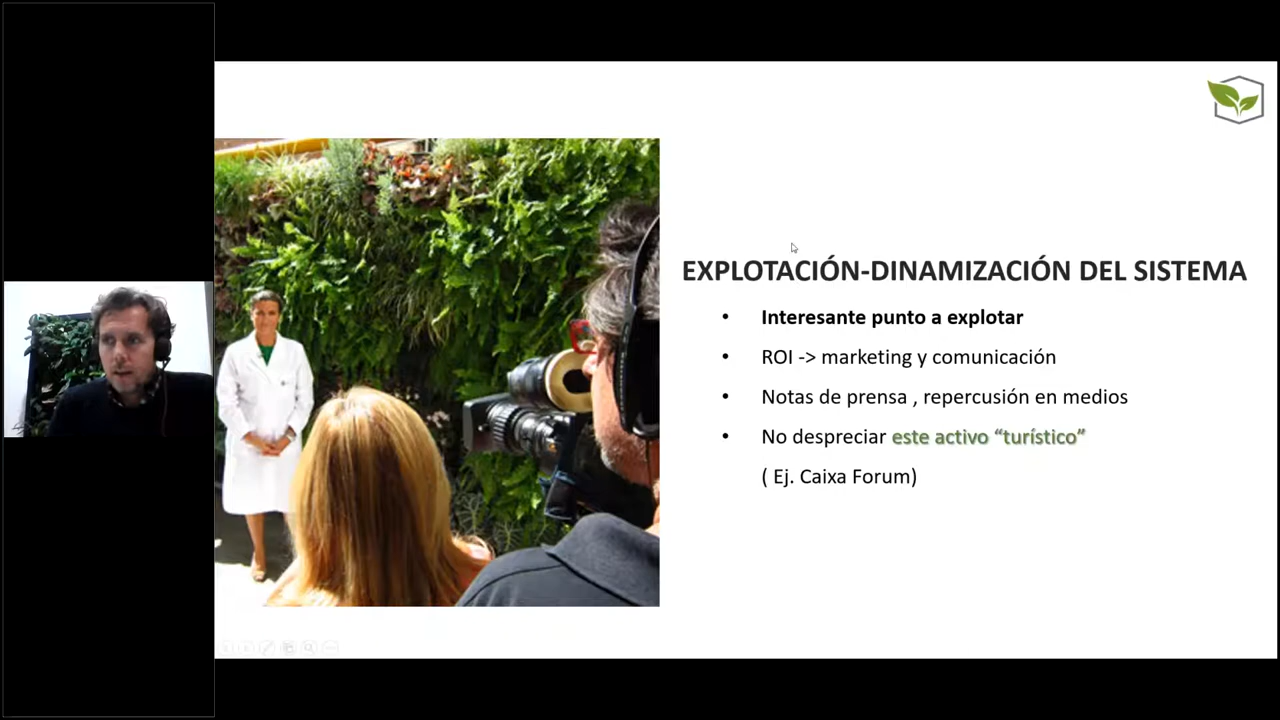 EXPLOTACIÓN-DINAMIZACIÓN DEL SISTEMA
• Interesante punto a explotar
• ROI -> marketing y comunicación
• Notas de prensa , repercusión en medios
• No despreciar este activo “turístico”
( Ej. Caixa Forum)